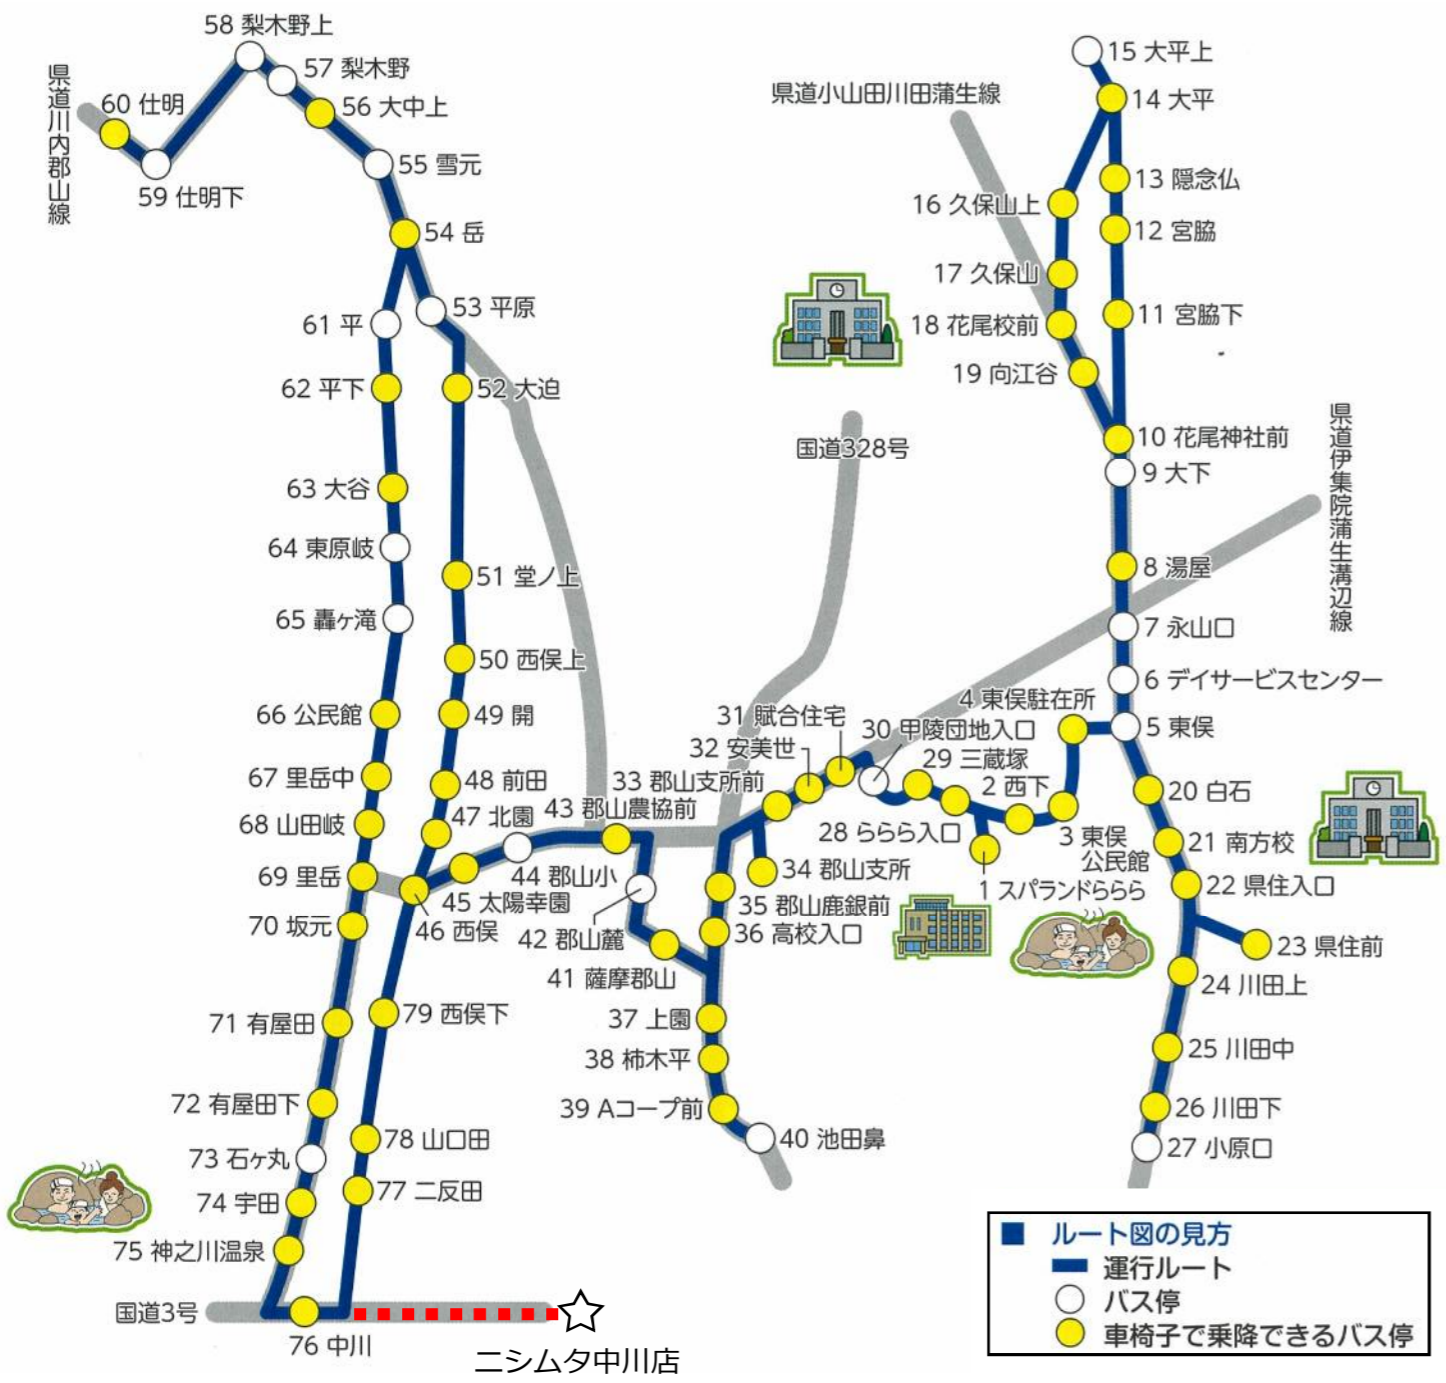 58 梨木野上
57 梨木野
56 大中上
60 仕明
県道川内郡山線
59 仕明下
55 雪元
54 岳
53 平原
61 平
62 平下
52 大迫
63 大谷
64 東原岐
51 堂ノ上
65 轟ヶ滝
50 西俣上
66 公民館
49 開
67 里岳中
48 前田
68 山田岐
47 北園
69 里岳
70 坂元
46 西俣
45 太陽幸園
44 郡山小
43 郡山農協前
42 郡山麓
41 薩摩郡山
71 有屋田
79 西俣下
72 有屋田下
73 石ヶ丸
78 山口田
74 宇田
77 二反田
75 神之川温泉
国道3号
76 中川
ニシムタ中川店
県道小山田川田蒲生線
15 大平上
14 大平
13 隠念仏
16 久保山上
12 宮脇
17 久保山
18 花尾校前
11 宮脇下
19 向江谷
10 花尾神社前
9 大下
国道328号
県道伊集院蒲生溝辺線
8 湯屋
7 永山口
6 デイサービスセンター
4 東俣駐在所
5 東俣
31 賦合住宅
30 甲陵団地入口
32 安美世
29 三蔵塚
33 郡山支所前
2 西下
28 ららら入口
3 東俣
公民館
1 スパランドららら
34 郡山支所
35 郡山鹿銀前
36 高校入口
37 上園
38 柿木平
39 Aコープ前
40 池田鼻
20 白石
21 南方校
22 県住入口
23 県住前
24 川田上
25 川田中
26 川田下
27 小原口
ルート図の見方
運行ルート
バス停
車椅子で乗降できるバス停